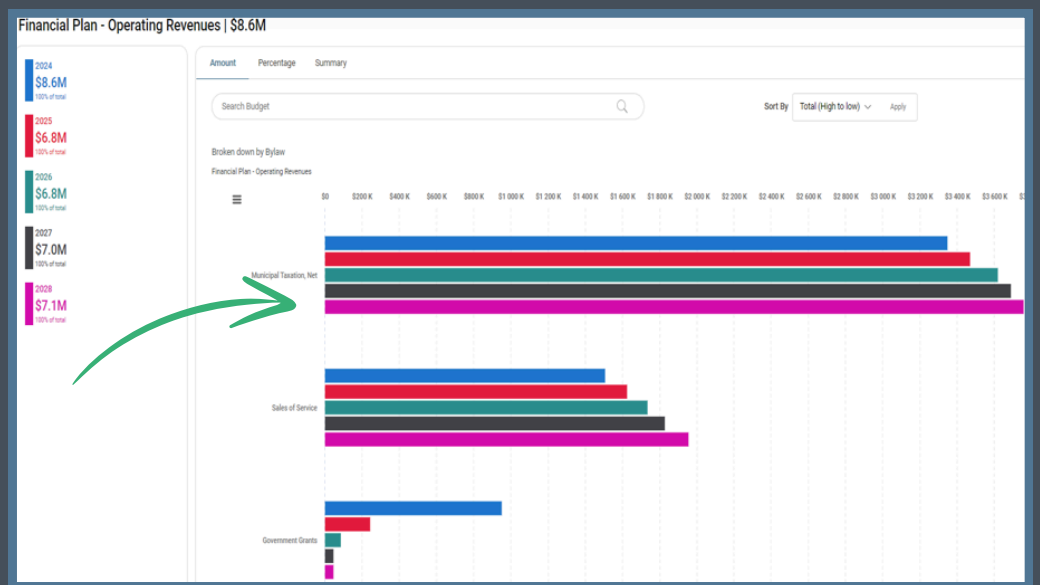 Financial Plan - Operating Revenues | $8.6M
2024
$8.6M
100% of total
2025
$6.8M
100% of total
2026
$6.8M
100% of total
2027
$7.0M
100% of total
2028
$7.1M
100% of total
Amount Percentage Summary
Search Budget
Sort By Total (High to low) Apply
Broken down by Bylaw
Financial Plan - Operating Revenues
$0 $200 K $400 K $600 K $800 K $1 000 K $1 200 K $1 400 K $1 600 K $1 800 K $2 000 K $2 200 K $2 400 K $2 600 K $2 800 K $3 000 K $3 200 K $3 400 K $3 600 K
Municipal Taxation, Net
Sales of Service
Government Grants